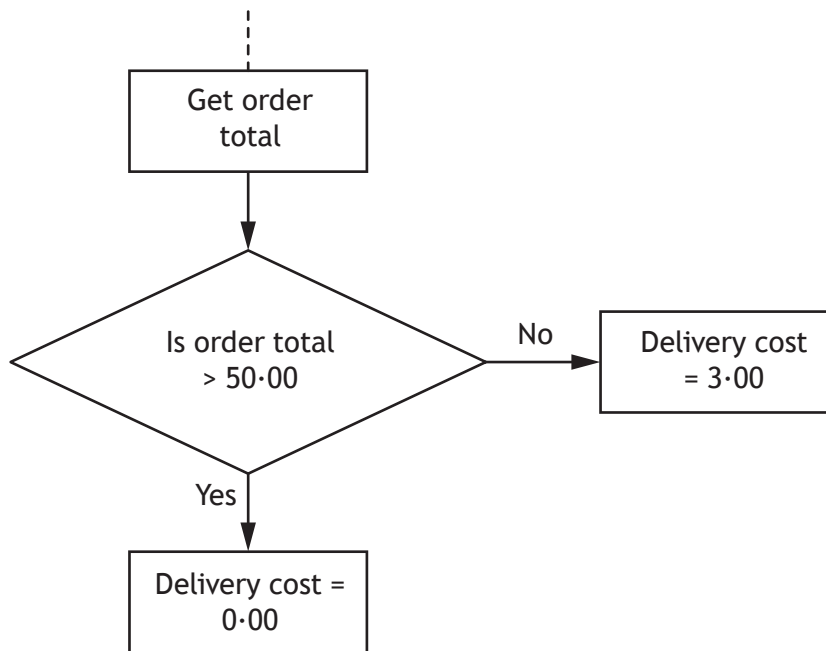 Get order
total
Is order total
> 50·00
No
Delivery cost
= 3·00
Yes
Delivery cost =
0·00